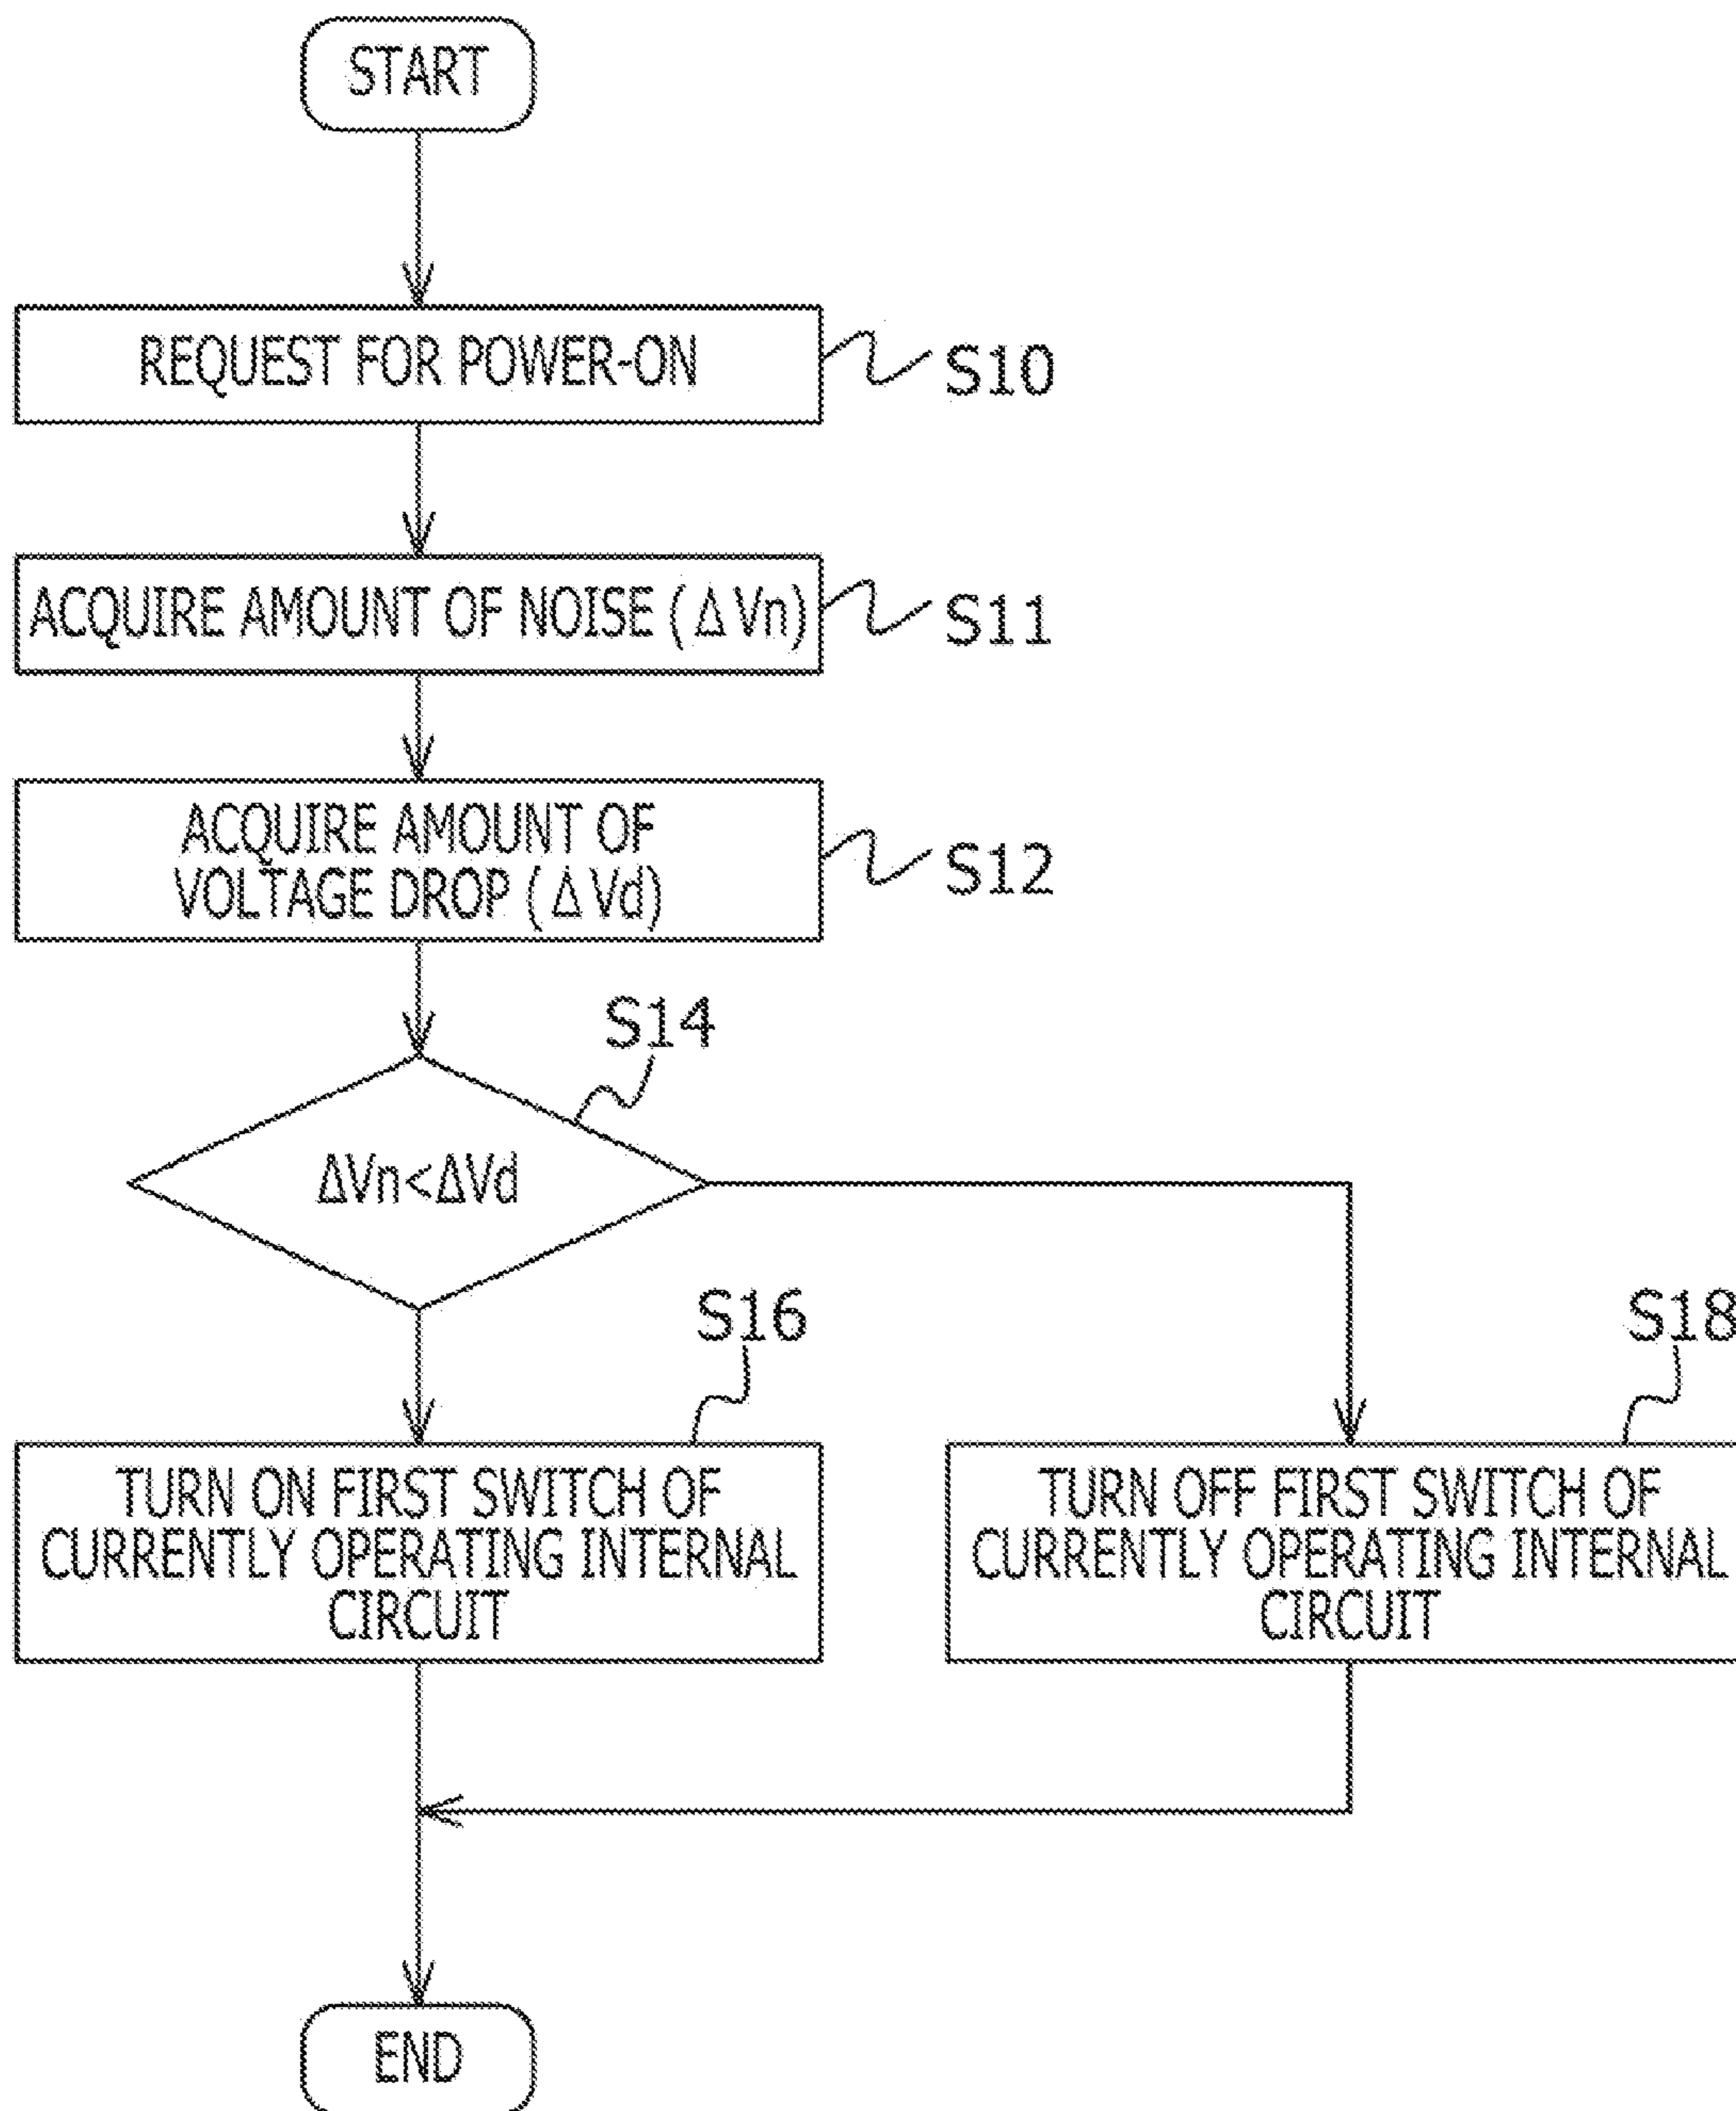 START
REQUEST FOR POWER-ON
S10
ACQUIRE AMOUNT OF NOISE (ΔVn)
S11
ACQUIRE AMOUNT OF
VOLTAGE DROP (ΔVd)
S12
S14
ΔVn<ΔVd
S16
TURN ON FIRST SWITCH OF
CURRENTLY OPERATING INTERNAL
CIRCUIT
S18
TURN OFF FIRST SWITCH OF
CURRENTLY OPERATING INTERNAL
CIRCUIT
END